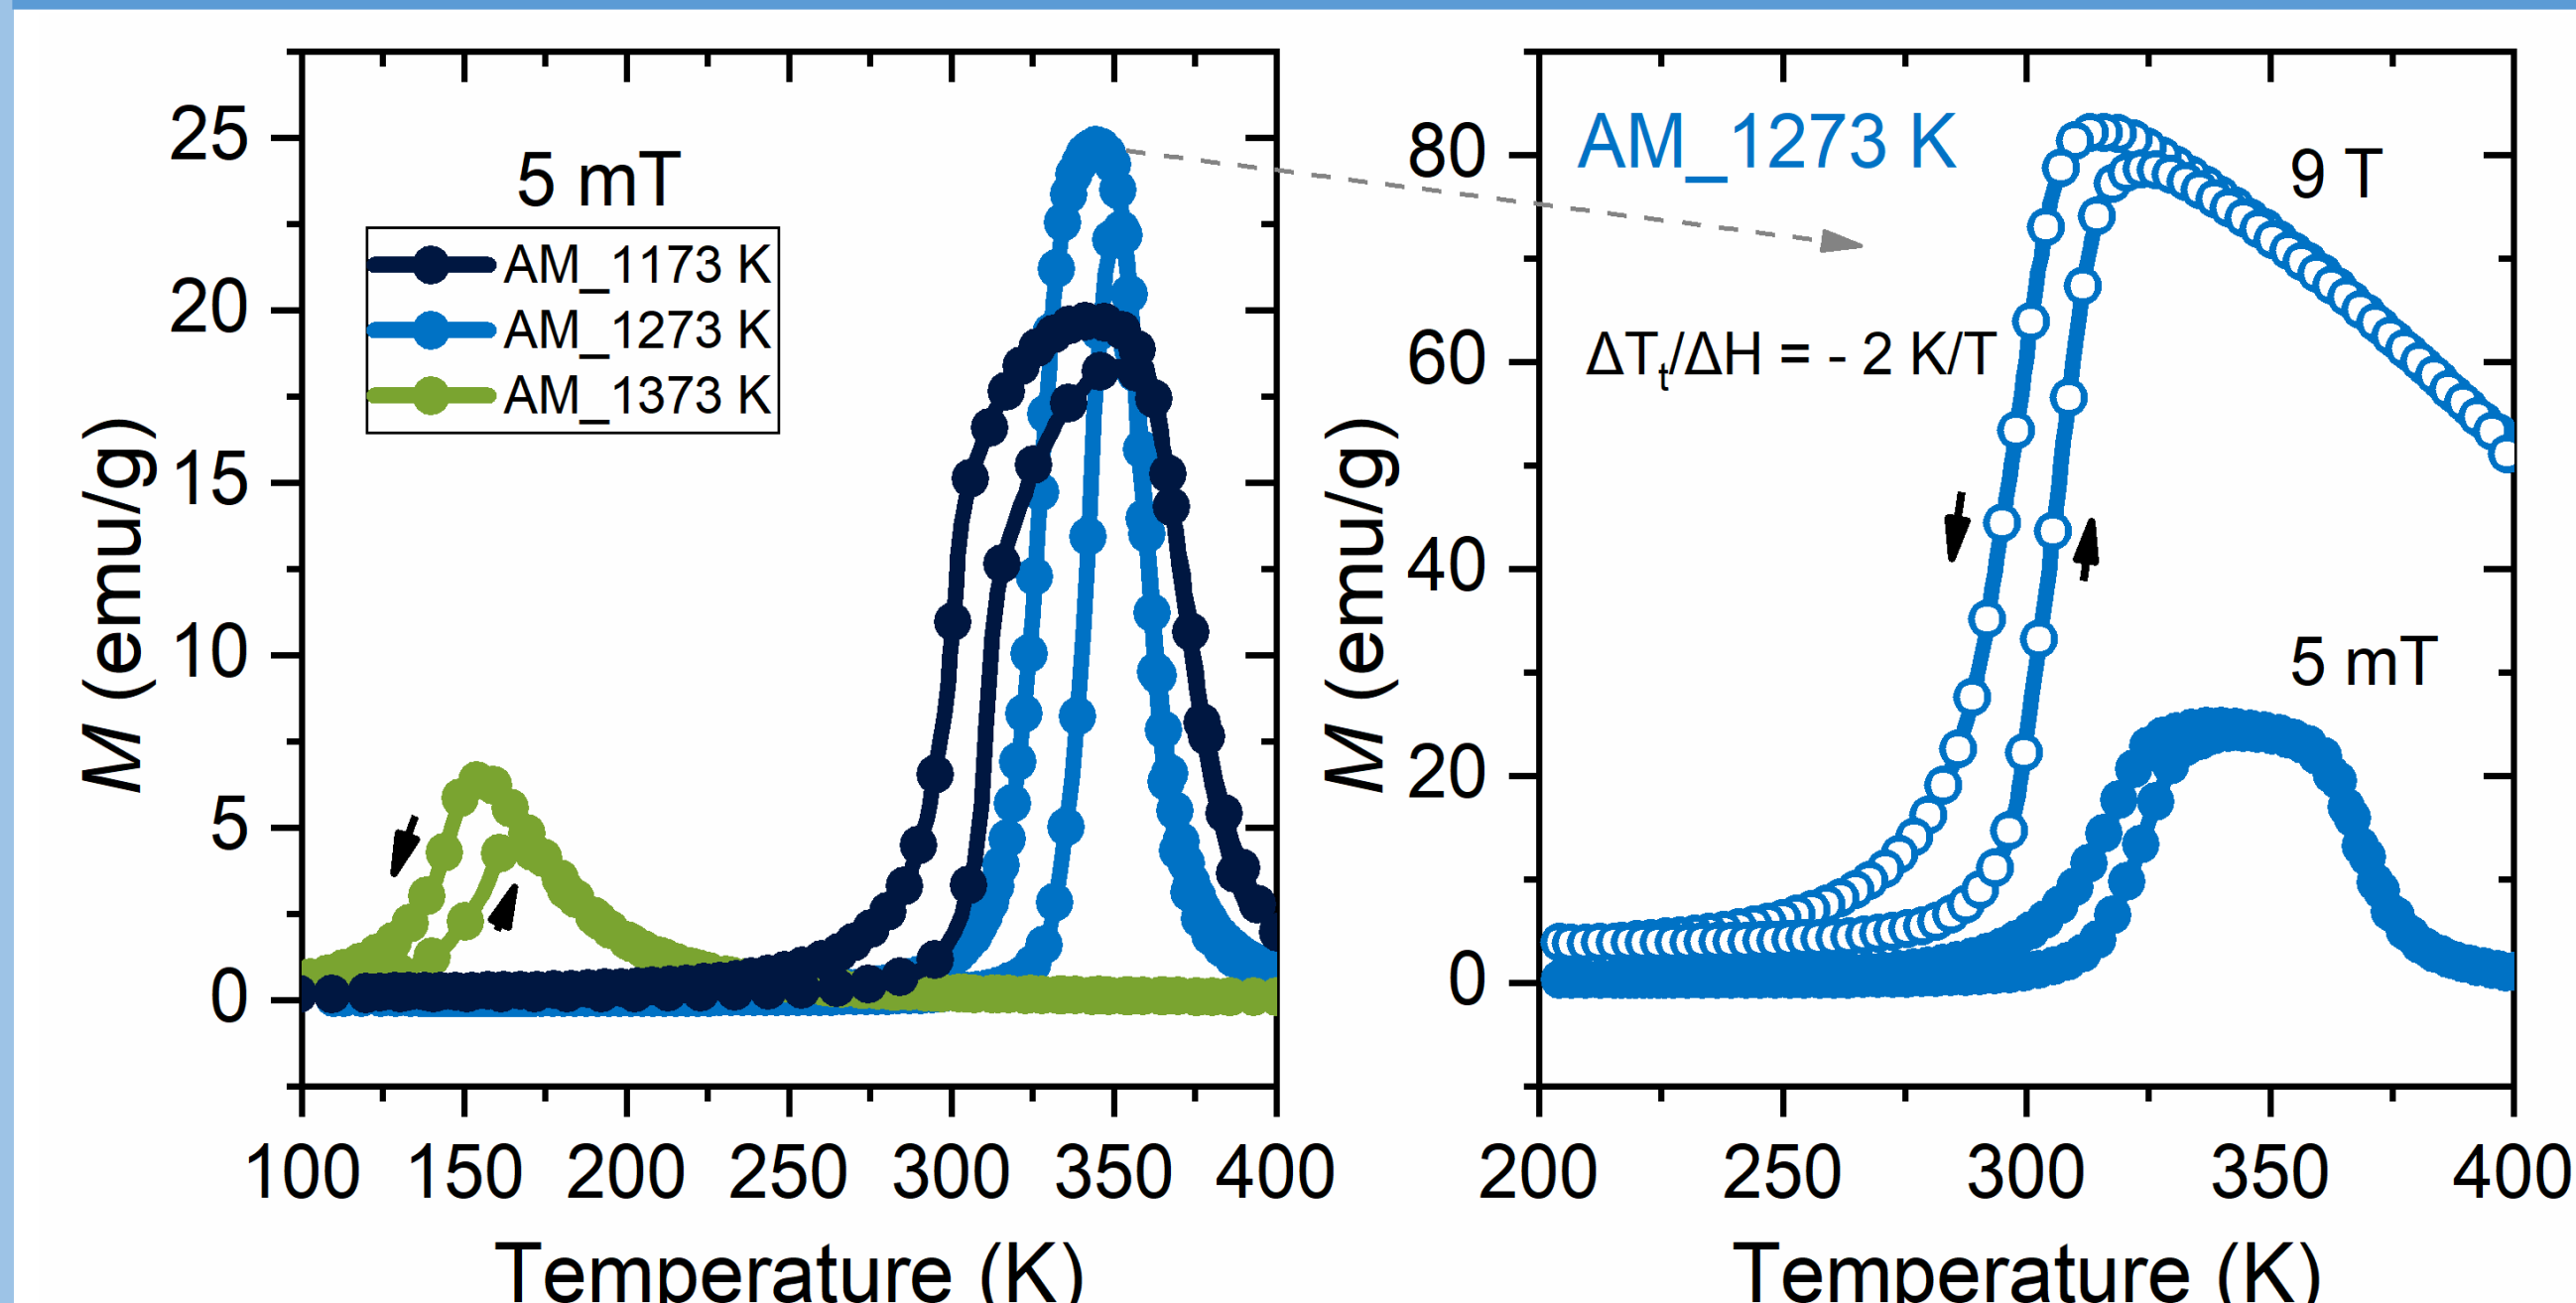 5 mT
AM_1173 K
AM_1273 K
AM_1373 K
M (emu/g)
25
20
15
10
5
0
100 150 200 250 300 350 400
Temperature (K)
AM_1273 K
9 T
ΔTt/ΔH = - 2 K/T
5 mT
M (emu/g)
80
60
40
20
0
200 250 300 350 400
Temperature (K)